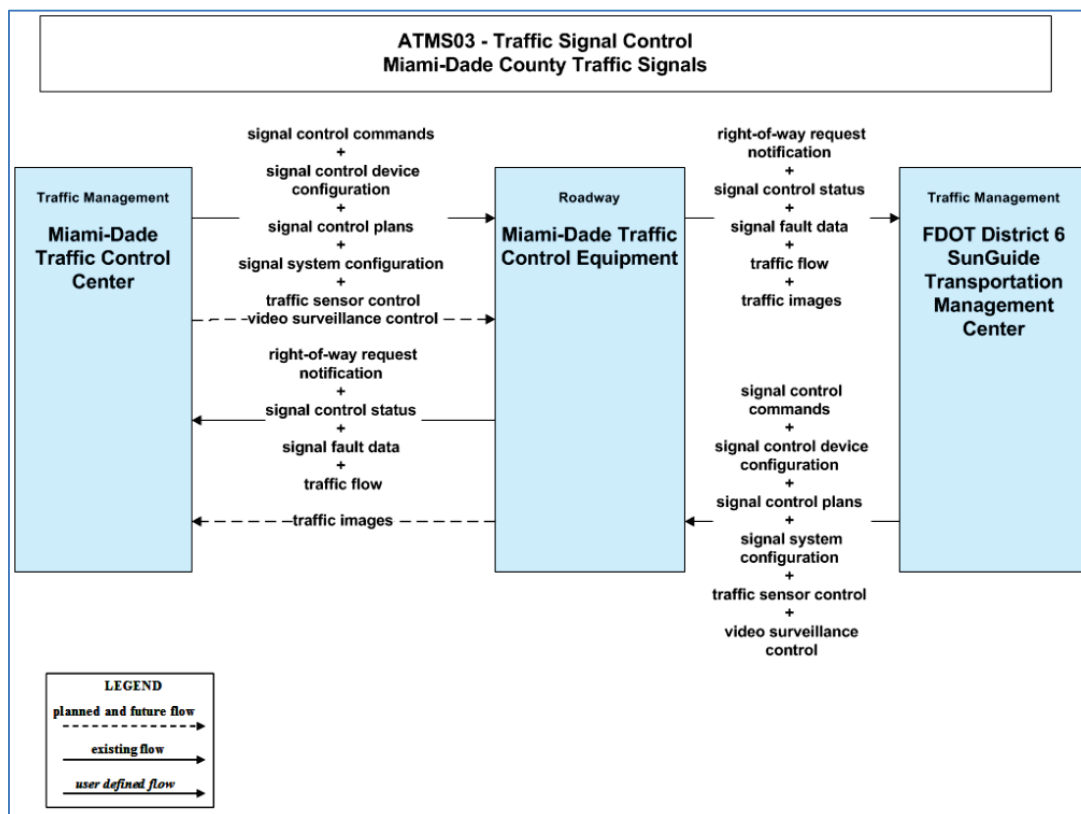 ATMS03 - Traffic Signal Control
Miami-Dade County Traffic Signals
Traffic Management
Miami-Dade
Traffic Control
Center
signal control commands
+
signal control device
configuration
+
signal control plans
+
signal system configuration
+
traffic sensor control
video surveillance control
right-of-way request
notification
+
signal control status
+
signal fault data
+
traffic flow
traffic images
Roadway
Miami-Dade Traffic
Control Equipment
right-of-way request
notification
+
signal control status
+
signal fault data
+
traffic flow
+
traffic images
signal control
commands
+
signal control device
configuration
+
signal control plans
+
signal system
configuration
+
traffic sensor control
+
video surveillance
control
Traffic Management
FDOT District 6
SunGuide
Transportation
Management
Center
LEGEND
planned and future flow
existing flow
user defined flow